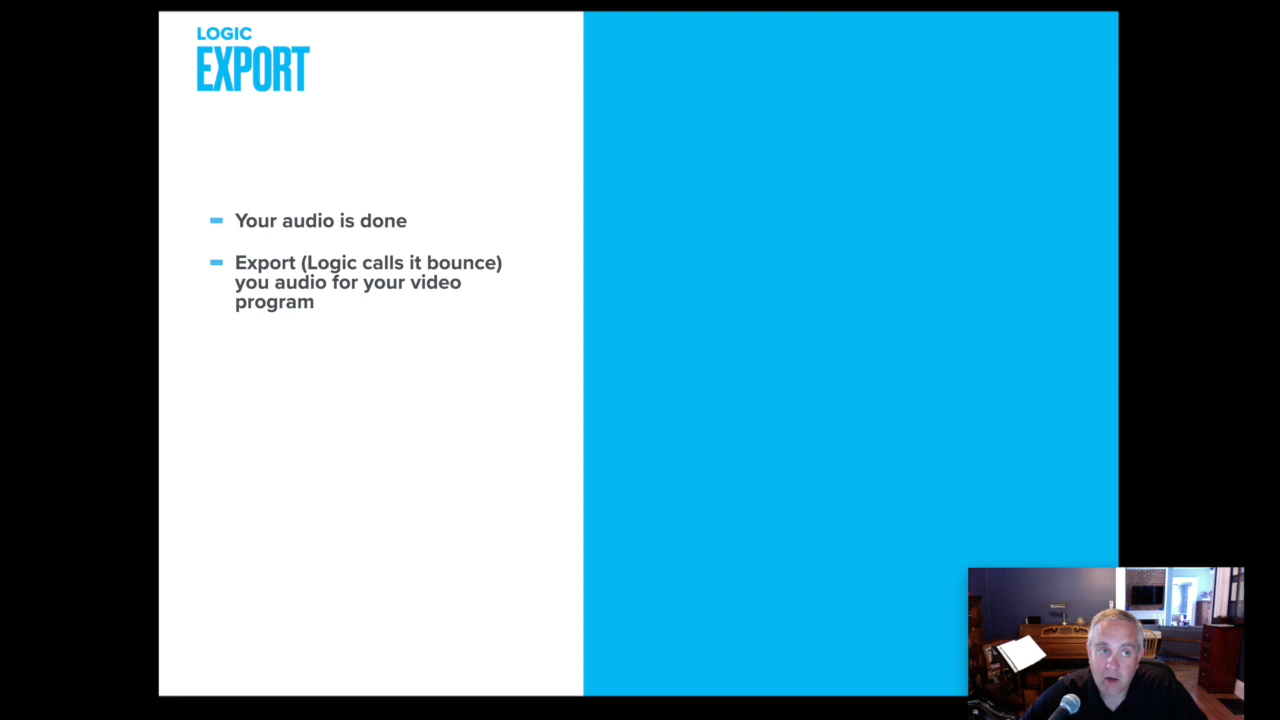 LOGIC
EXPORT
Your audio is done
Export (Logic calls it bounce)
you audio for your video
program